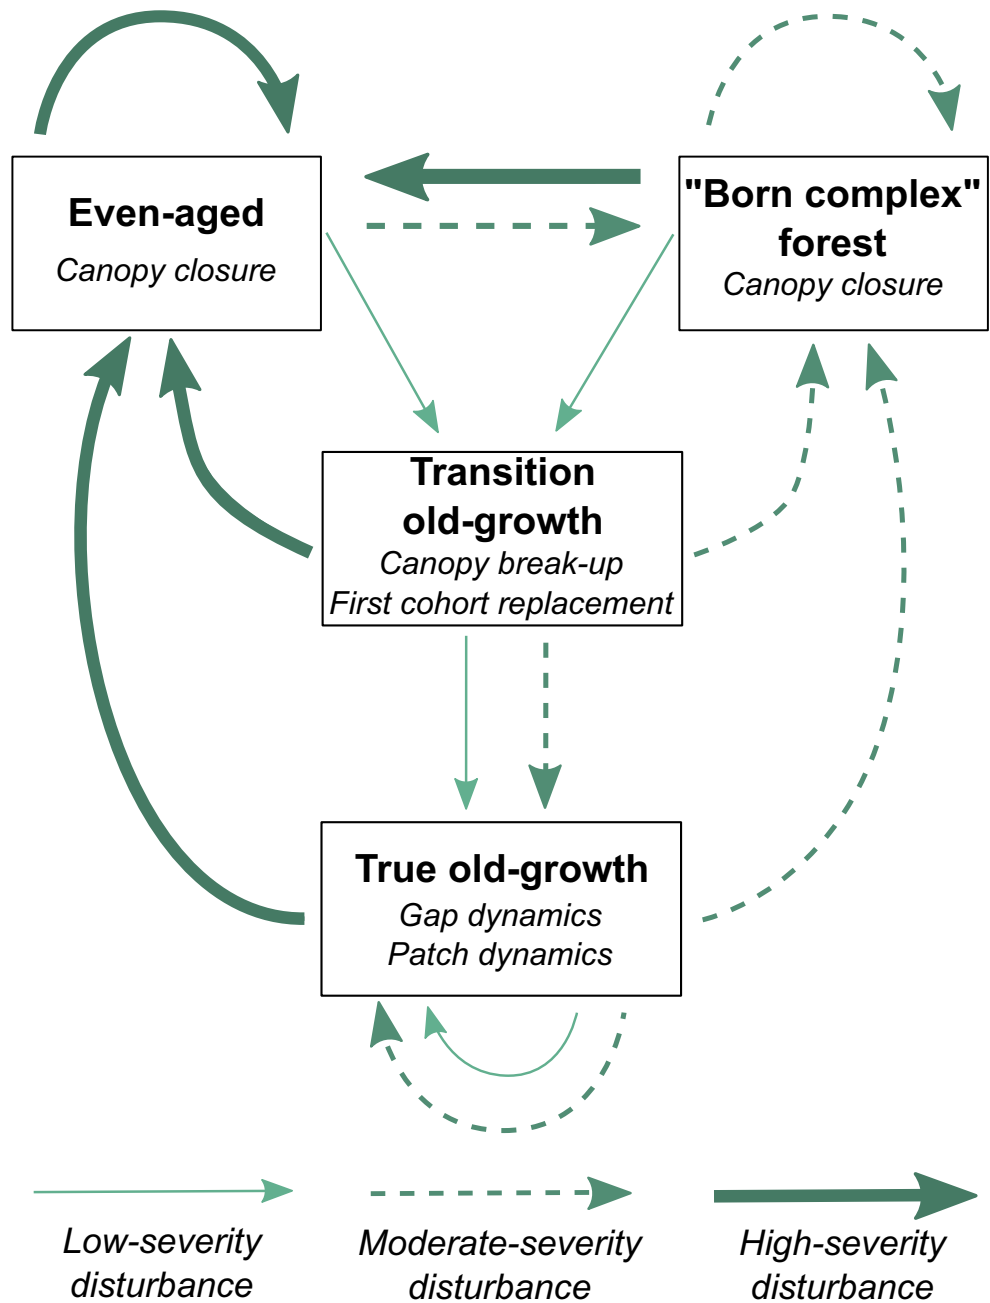 Even-aged
Canopy closure
"Born complex"
forest
Canopy closure
Transition
old-growth
Canopy break-up
First cohort replacement
True old-growth
Gap dynamics
Patch dynamics
Low-severity
disturbance
Moderate-severity
disturbance
High-severity
disturbance